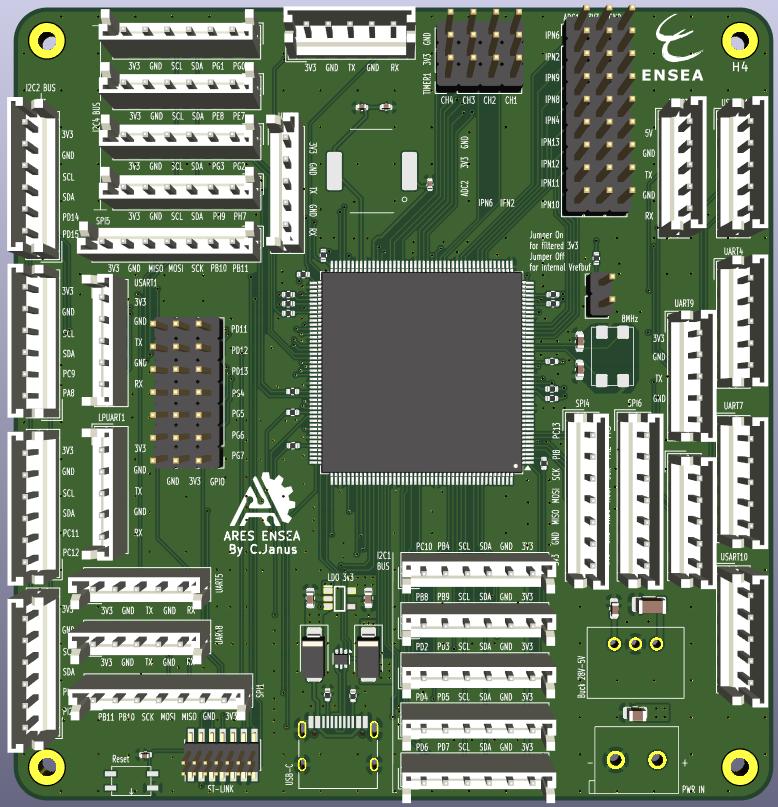 3V3 GND SCL SDA PG1 PG0
3V3 GND TX GND RX
GND
3V3
3V3
TIMER1
CH4 CH3 CH2 CH1
ADC1 3V3 GND
IPN6
IPN2
IPN9
IPN8
IPN4
IPN13
IPN12
IPN11
IPN10
ENSEA
H4
I2C2 BUS
3V3
GND
SCL
SDA
PD14
PD15
I2C4 BUS
3V3 GND SCL SDA PE8 PE7
3V3 GND SCL SDA PG3 PG2
3V3 GND SCL SDA PH9 PH7
SPI5
3V3 GND MISO MOSI SCK PB10 PB11
3V3
GND
TX
GND
RX
GND
3V3
ADC2
IPN6 IFN2
5V
GND
TX
GND
RX
Jumper On
for filtered 3v3
Jumper Off
for internal Vrefbuf
8MHz
UART4
UART9
3V3
GND
TX
GND
UART7
USART10
3V3
GND
SCL
SDA
PC9
PA8
USART1
3V3
GND
TX
GND
RX
PD11
PD12
PD13
PS4
PG5
PG6
PG7
GND 3V3 GPIO
LPUART1
3V3
GND
TX
GND
RX
3V3
GND
SCL
SDA
PC11
PC12
SPI4
SPI6
PC13
PI8
SCK
MOSI
MISO
GND
3V3
ARES ENSEA
By C.Janus
I2C1
BUS
PC10 PB4 SCL SDA GND 3V3
PB8 PB9 SCL SDA GND 3V3
PD2 Pu3 SCL SDA GND 3V3
PD4 PD5 SCL SDA GND 3V3
PD6 PD7 SCL SDA GND 3V3
LDO 3v3
UART5
3V3 GND TX GND RX
UART8
3V3 GND TX GND RX
SPI1
PB11 PB10 SCK MOSI MISO GND 3V3
3V3
GND
Reset
ST-LINK
USB-C
Buck 28V-5V
- +
PWR IN